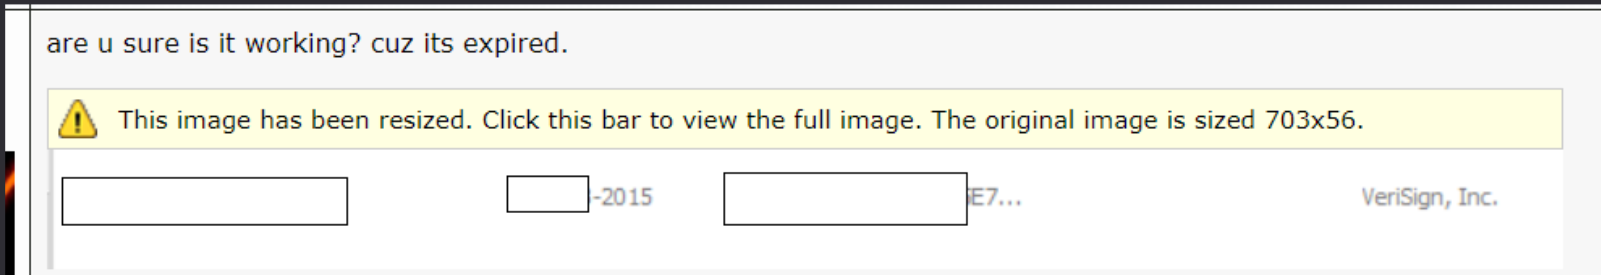 are u sure is it working? cuz its expired.
This image has been resized. Click this bar to view the full image. The original image is sized 703x56.
-2015 E7... VeriSign, Inc.